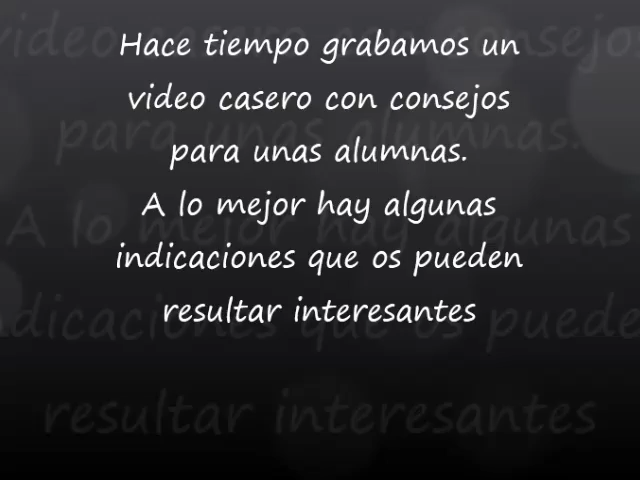 Hace tiempo grabamos un
video casero con consejos
para unas alumnas.
A lo mejor hay algunas
indicaciones que os pueden
resultar interesantes